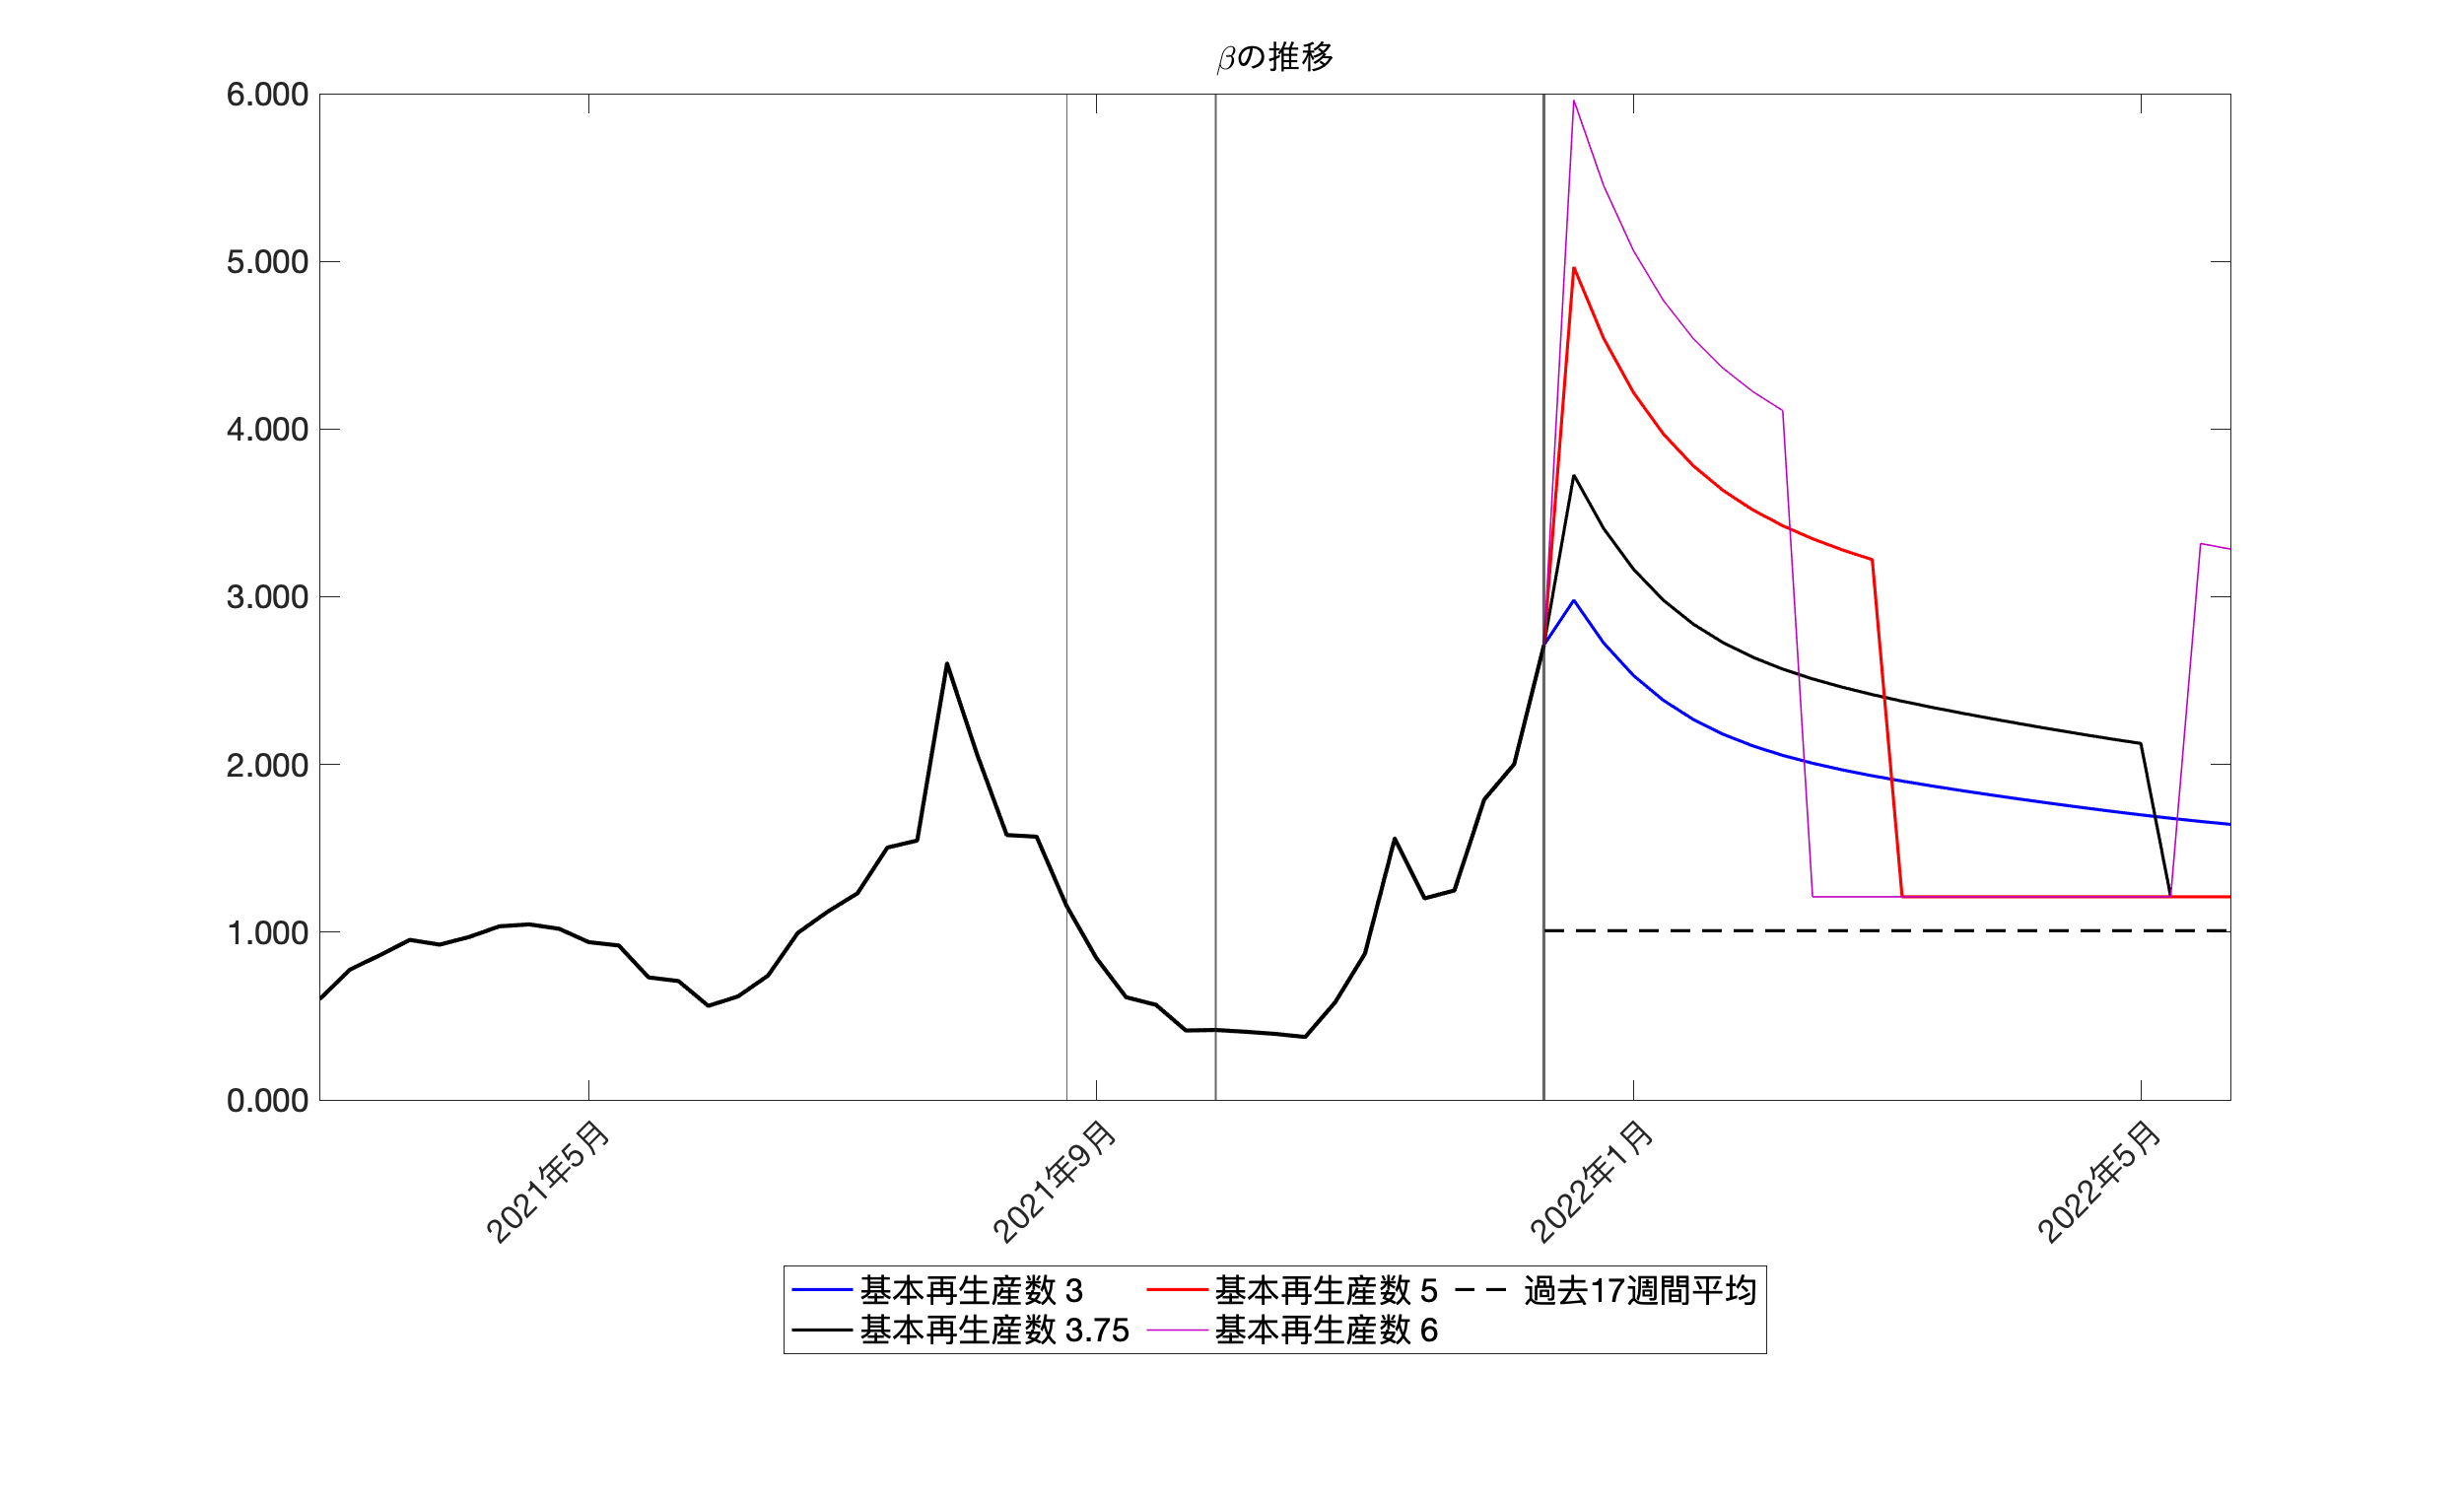 βの推移
6.000
5.000
4.000
3.000
2.000
1.000
0.000
2021年5月
2021年9月
2022年1月
2022年5月
基本再生産数 3
基本再生産数 5
過去17週間平均
基本再生産数 3.75
基本再生産数 6